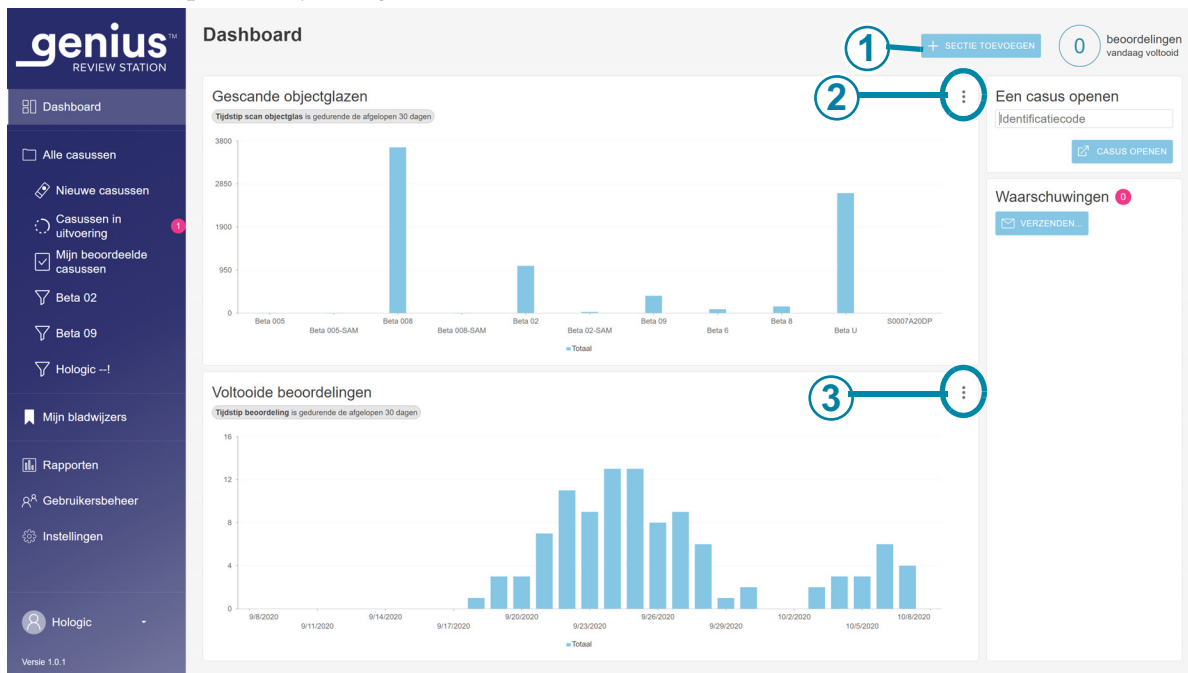 genius™
REVIEW STATION
Dashboard
Alle casussen
Nieuwe casussen
Casussen in
uitvoering
1
Mijn beoordeelde
casussen
Beta 02
Beta 09
Hologic --!
Mijn bladwijzers
Rapporten
Gebruikersbeheer
Instellingen
Hologic
Versie 1.0.1
Dashboard
1
+ SECTIE TOEVOEGEN
0
beoordelingen
vandaag voltooid
Gescande objectglazen
2
Tijdstip scan objectglas is gedurende de afgelopen 30 dagen
3800
2850
1900
950
0
Beta 005
Beta 005-SAM
Beta 008
Beta 008-SAM
Beta 02
Beta 02-SAM
Beta 09
Beta 6
Beta 8
Beta U
S0007A20DP
Totaal
Voltooide beoordelingen
3
Tijdstip beoordeling is gedurende de afgelopen 30 dagen
16
12
8
4
0
9/8/2020
9/11/2020
9/14/2020
9/17/2020
9/20/2020
9/23/2020
9/26/2020
9/29/2020
10/2/2020
10/5/2020
10/8/2020
Totaal
Een casus openen
Identificatiecode
CASUS OPENEN
Waarschuwingen 0
VERZENDEN...